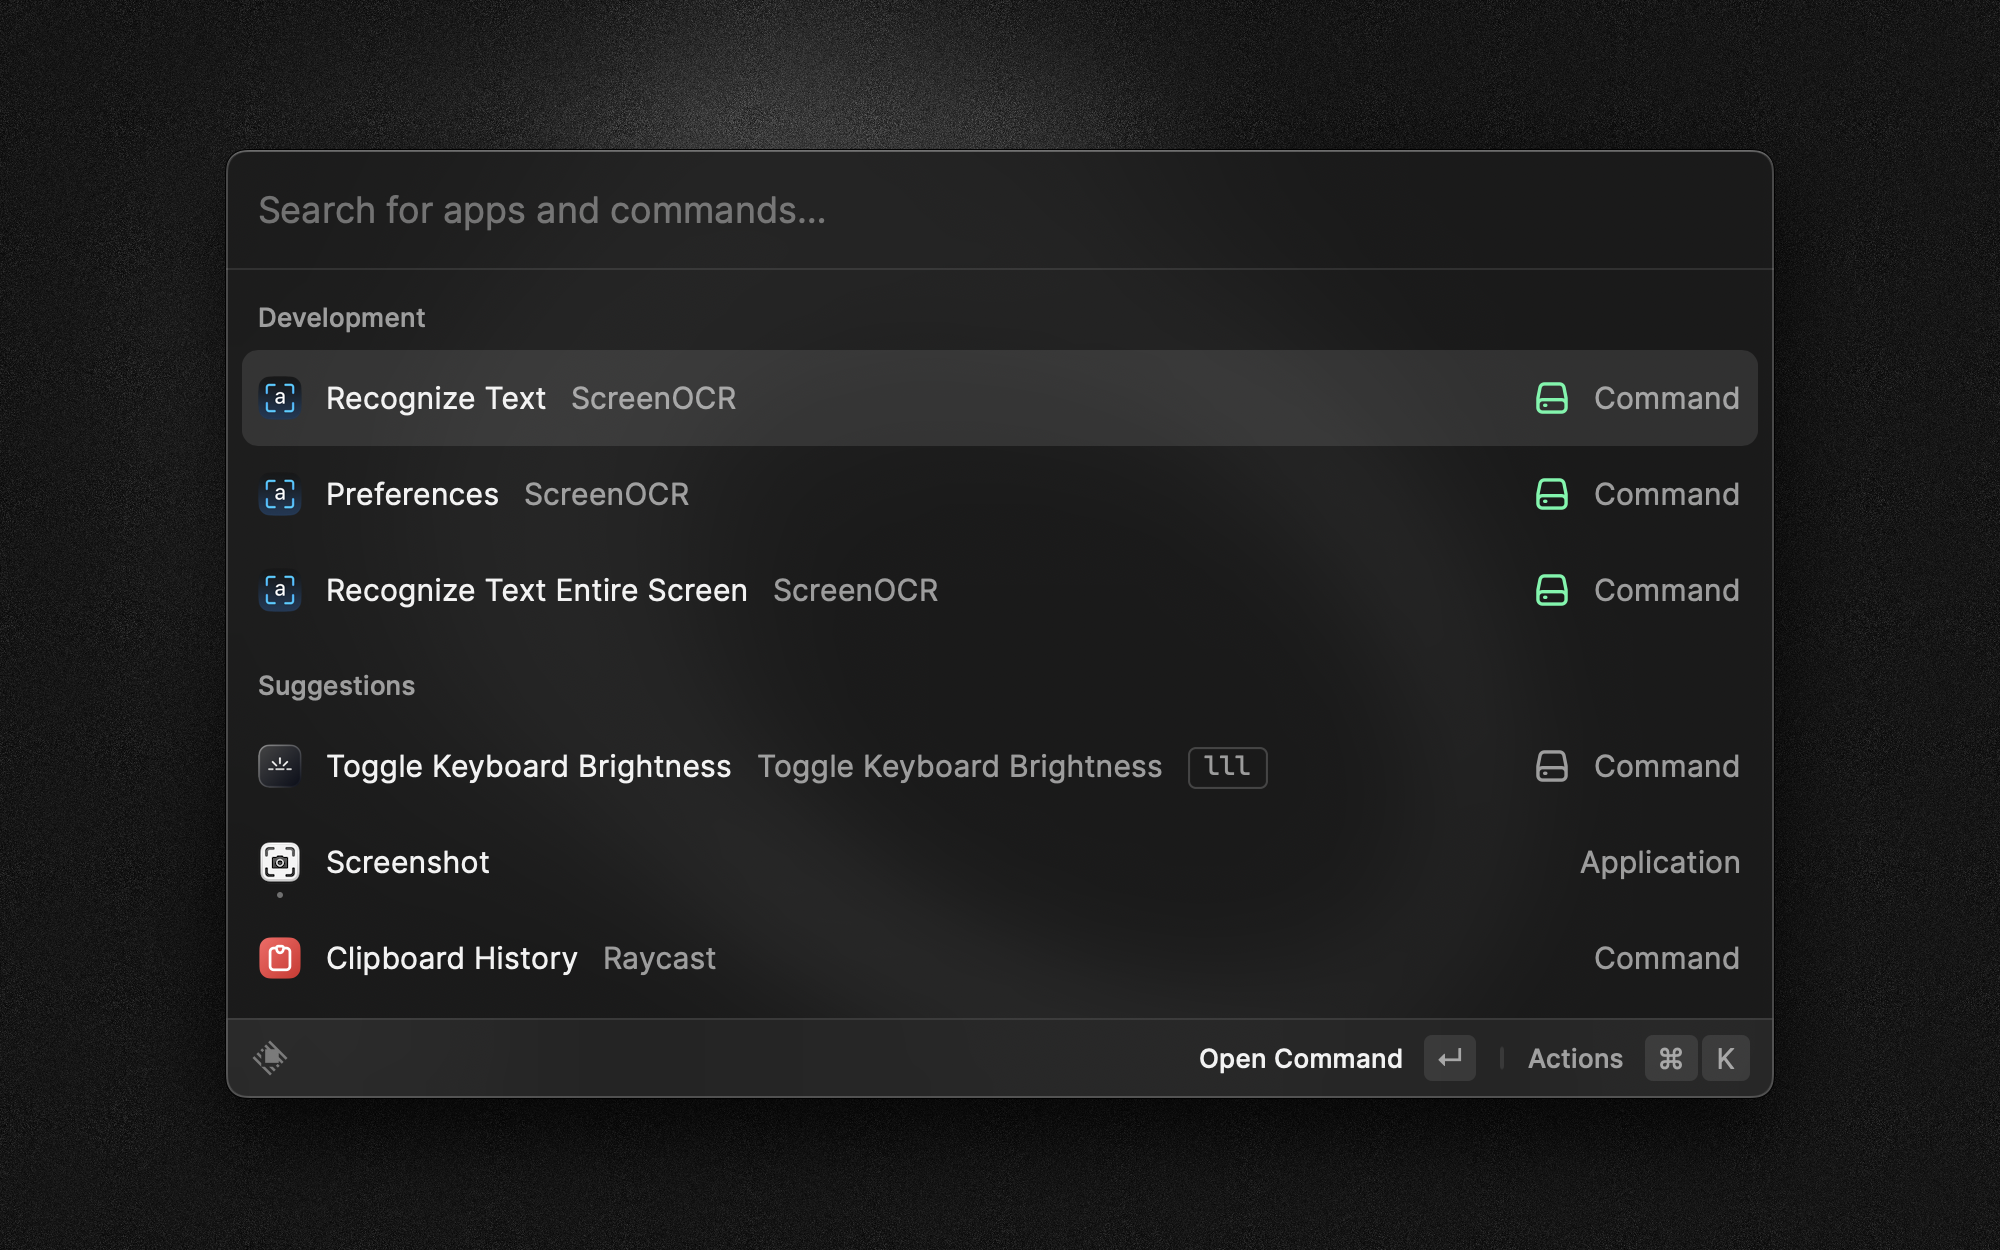 Search for apps and commands...
Development
Recognize Text ScreenOCR Command
Preferences ScreenOCR Command
Recognize Text Entire Screen ScreenOCR Command
Suggestions
Toggle Keyboard Brightness Toggle Keyboard Brightness lll Command
Screenshot Application
Clipboard History Raycast Command
Open Command ↵ Actions ⌘ K